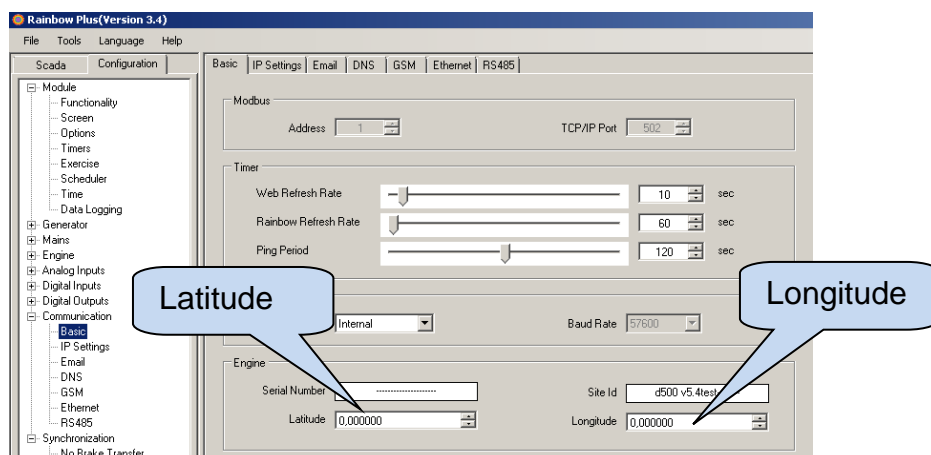 Rainbow Plus(Version 3.4)
File Tools Language Help
Scada Configuration
Module
Functionality
Screen
Options
Timers
Exercise
Scheduler
Time
Data Logging
Generator
Mains
Engine
Analog Inputs
Digital Inputs
Digital Outputs
Communication
Basic
IP Settings
Email
DNS
GSM
Ethernet
RS485
Synchronization
No Brake Transfer
Basic IP Settings Email DNS GSM Ethernet RS485
Modbus
Address 1 TCP/IP Port 502
Timer
Web Refresh Rate 10 sec
Rainbow Refresh Rate 60 sec
Ping Period 120 sec
Latitude
Longitude
Internal Baud Rate 57600
Engine
Serial Number -------------------- Site Id d500 v5.4test
Latitude 0,000000 Longitude 0,000000